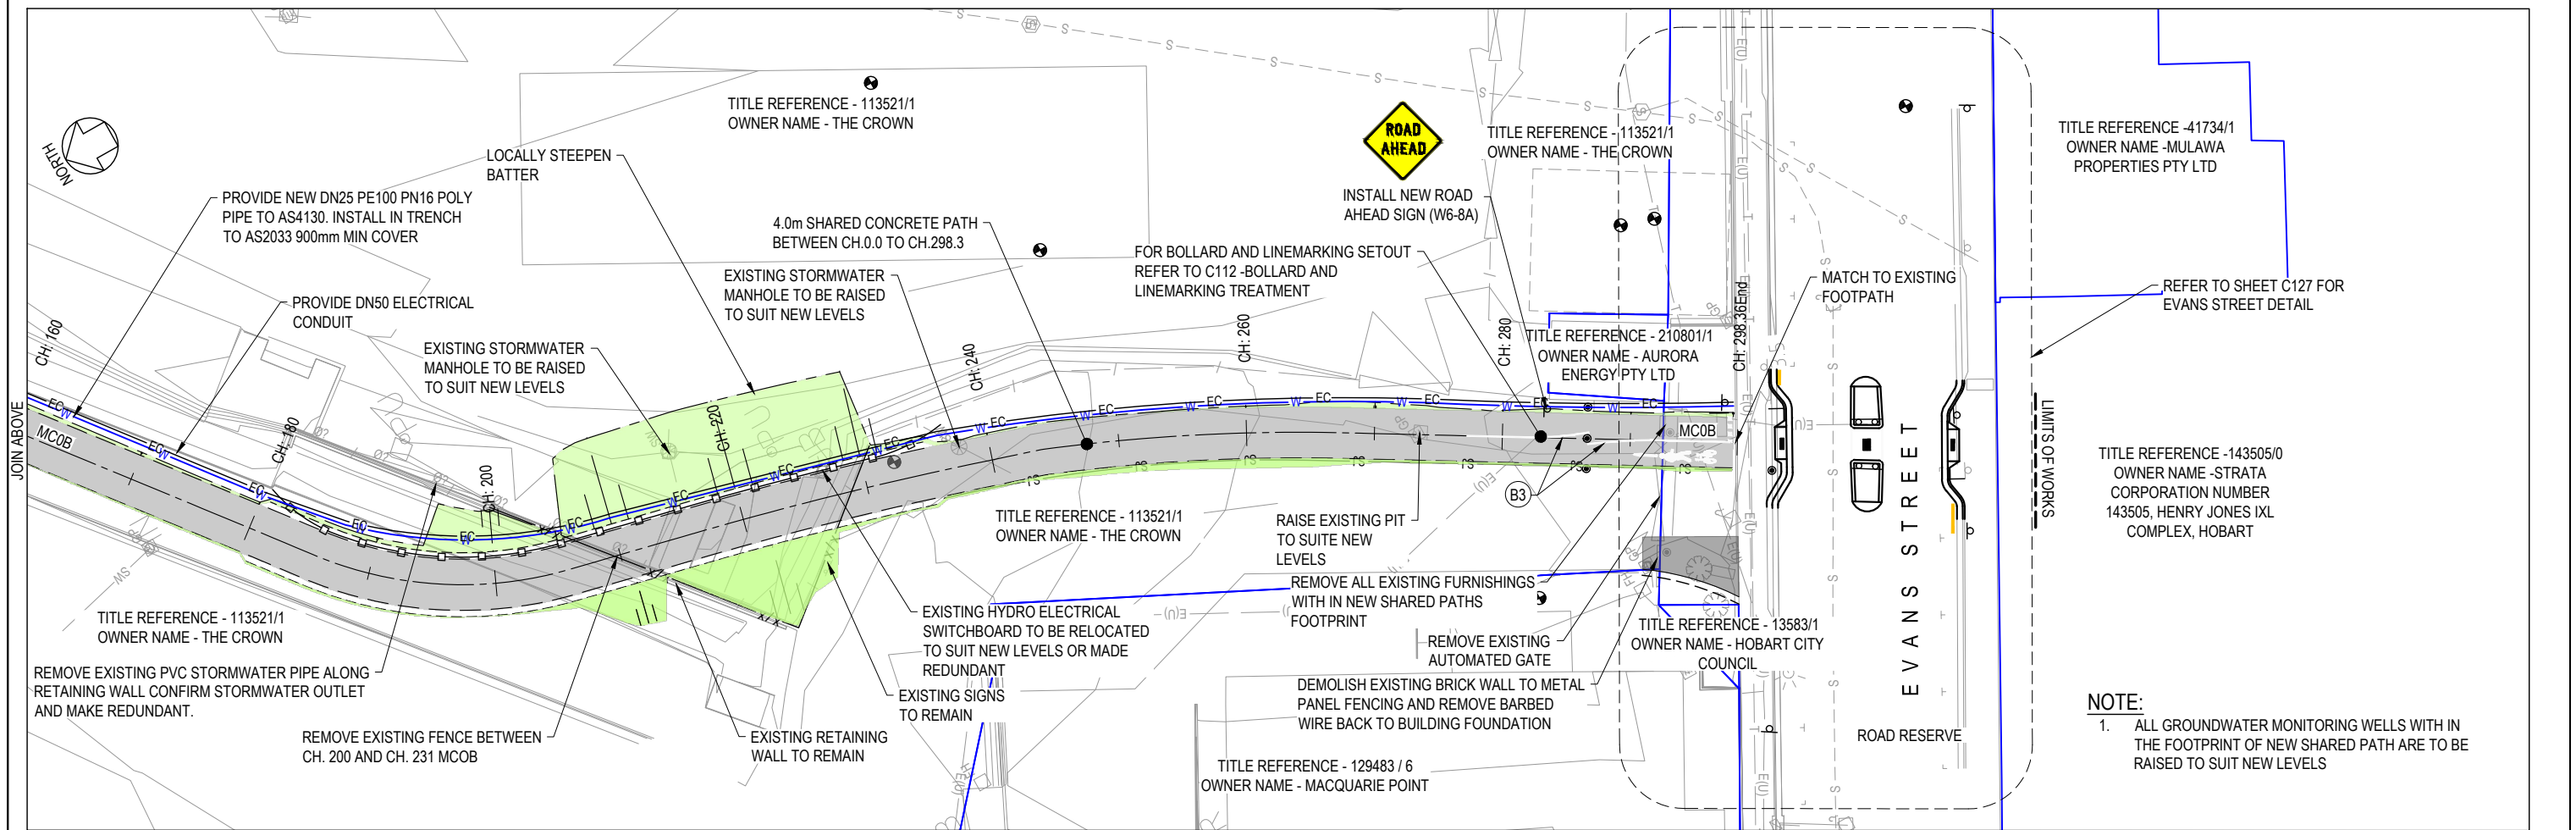 TITLE REFERENCE - 113521/1
OWNER NAME - THE CROWN
NORTH
LOCALLY STEEPEN
BATTER
PROVIDE NEW DN25 PE100 PN16 POLY
PIPE TO AS4130. INSTALL IN TRENCH
TO AS2033 900mm MIN COVER
4.0m SHARED CONCRETE PATH
BETWEEN CH.0.0 TO CH.298.3
EXISTING STORMWATER
MANHOLE TO BE RAISED
TO SUIT NEW LEVELS
PROVIDE DN50 ELECTRICAL
CONDUIT
EXISTING STORMWATER
MANHOLE TO BE RAISED
TO SUIT NEW LEVELS
ROAD
AHEAD
TITLE REFERENCE - 113521/1
OWNER NAME - THE CROWN
INSTALL NEW ROAD
AHEAD SIGN (W6-8A)
FOR BOLLARD AND LINEMARKING SETOUT
REFER TO C112 -BOLLARD AND
LINEMARKING TREATMENT
TITLE REFERENCE -41734/1
OWNER NAME -MULAWA
PROPERTIES PTY LTD
MATCH TO EXISTING
FOOTPATH
REFER TO SHEET C127 FOR
EVANS STREET DETAIL
TITLE REFERENCE - 210801/1
OWNER NAME - AURORA
ENERGY PTY LTD
CH: 160
CH: 180
CH: 200
CH: 220
CH: 240
CH: 260
CH: 280
CH: 298.36End
JOIN ABOVE
MC0B
MC0B
B3
EVANS STREET
LIMITS OF WORKS
TITLE REFERENCE -143505/0
OWNER NAME -STRATA
CORPORATION NUMBER
143505, HENRY JONES IXL
COMPLEX, HOBART
TITLE REFERENCE - 113521/1
OWNER NAME - THE CROWN
RAISE EXISTING PIT
TO SUITE NEW
LEVELS
REMOVE ALL EXISTING FURNISHINGS
WITH IN NEW SHARED PATHS
FOOTPRINT
TITLE REFERENCE - 113521/1
OWNER NAME - THE CROWN
EXISTING HYDRO ELECTRICAL
SWITCHBOARD TO BE RELOCATED
TO SUIT NEW LEVELS OR MADE
REDUNDANT
REMOVE EXISTING
AUTOMATED GATE
TITLE REFERENCE - 13583/1
OWNER NAME - HOBART CITY
COUNCIL
REMOVE EXISTING PVC STORMWATER PIPE ALONG
RETAINING WALL CONFIRM STORMWATER OUTLET
AND MAKE REDUNDANT.
EXISTING SIGNS
TO REMAIN
DEMOLISH EXISTING BRICK WALL TO METAL
PANEL FENCING AND REMOVE BARBED
WIRE BACK TO BUILDING FOUNDATION
REMOVE EXISTING FENCE BETWEEN
CH. 200 AND CH. 231 MCOB
EXISTING RETAINING
WALL TO REMAIN
ROAD RESERVE
TITLE REFERENCE - 129483 / 6
OWNER NAME - MACQUARIE POINT
NOTE:
1. ALL GROUNDWATER MONITORING WELLS WITH IN
THE FOOTPRINT OF NEW SHARED PATH ARE TO BE
RAISED TO SUIT NEW LEVELS